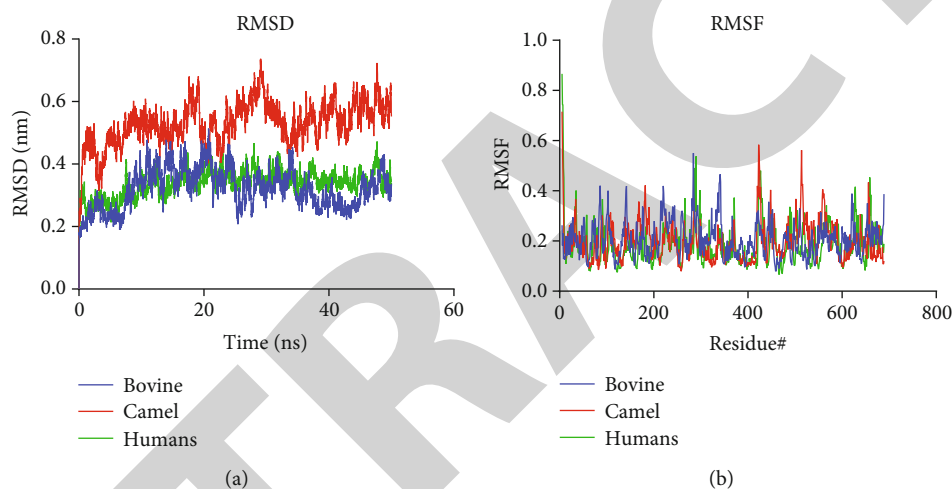 RMSD
0.8
0.6
0.4
0.2
0.0
RMSD (nm)
0 20 40 60
Time (ns)
Bovine
Camel
Humans
(a)
RMSF
1.0
0.8
0.6
0.4
0.2
0.0
RMSF
0 200 400 600 800
Residue#
Bovine
Camel
Humans
(b)